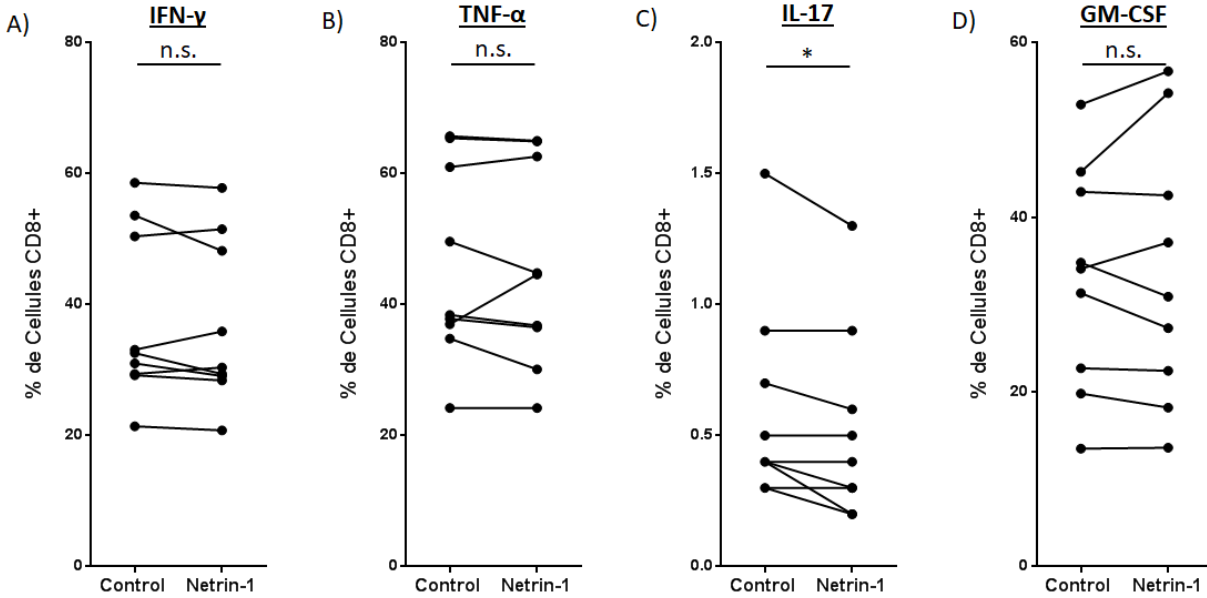 A)
IFN-γ
n.s.
80
60
40
20
0
% de Cellules CD8+
Control Netrin-1
B)
TNF-α
n.s.
80
60
40
20
0
% de Cellules CD8+
Control Netrin-1
C)
IL-17
*
2.0
1.5
1.0
0.5
0.0
% de Cellules CD8+
Control Netrin-1
D)
GM-CSF
n.s.
60
40
20
0
% de Cellules CD8+
Control Netrin-1